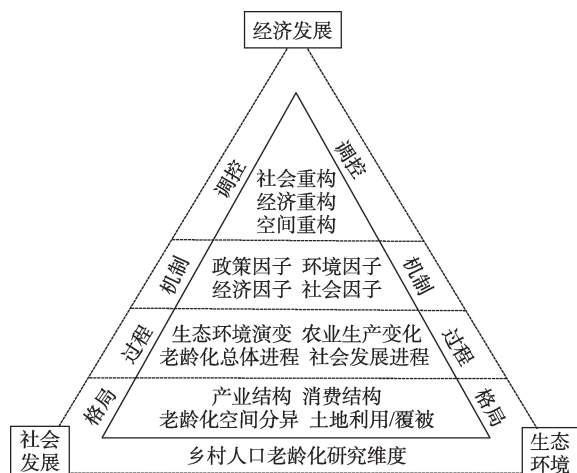 经济发展
调控 调控
社会重构
经济重构
空间重构
机制 机制
政策因子 环境因子
经济因子 社会因子
过程 过程
生态环境演变 农业生产变化
老龄化总体进程 社会发展进程
格局 格局
产业结构 消费结构
老龄化空间分异 土地利用/覆被
社会
发展
生态
环境
乡村人口老龄化研究维度